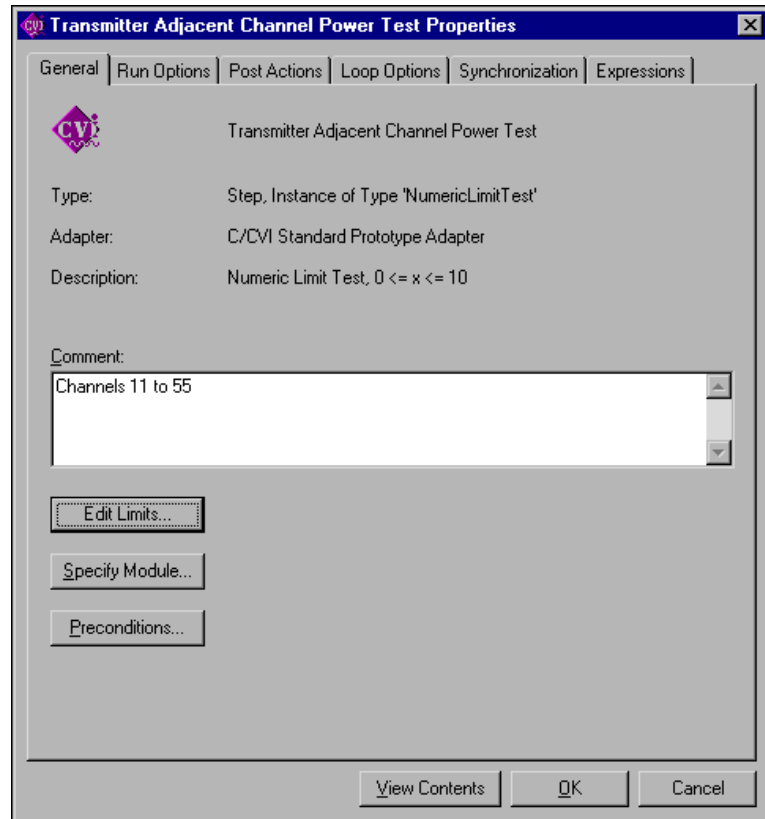 CVI Transmitter Adjacent Channel Power Test Properties
General Run Options Post Actions Loop Options Synchronization Expressions
CVI Transmitter Adjacent Channel Power Test
Type: Step, Instance of Type 'NumericLimitTest'
Adapter: C/CVI Standard Prototype Adapter
Description: Numeric Limit Test, 0 <= x <= 10
Comment:
Channels 11 to 55
Edit Limits...
Specify Module...
Preconditions...
View Contents OK Cancel